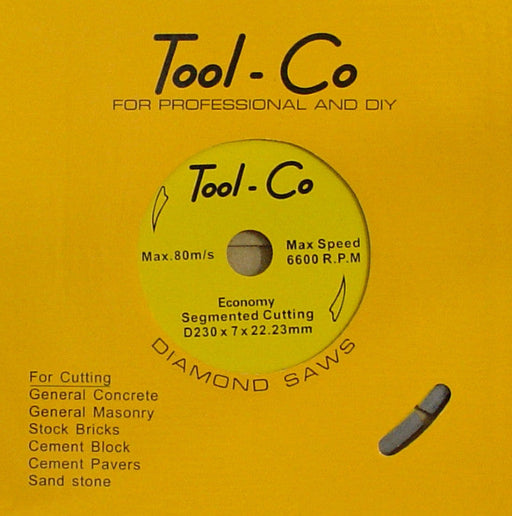 Tool - Co
FOR PROFESSIONAL AND DIY
Tool - Co
Max.80m/s
Max Speed
6600 R.P.M
Economy
Segmented Cutting
D230 x 7 x 22.23mm
DIAMOND SAWS
For Cutting
General Concrete
General Masonry
Stock Bricks
Cement Block
Cement Pavers
Sand stone